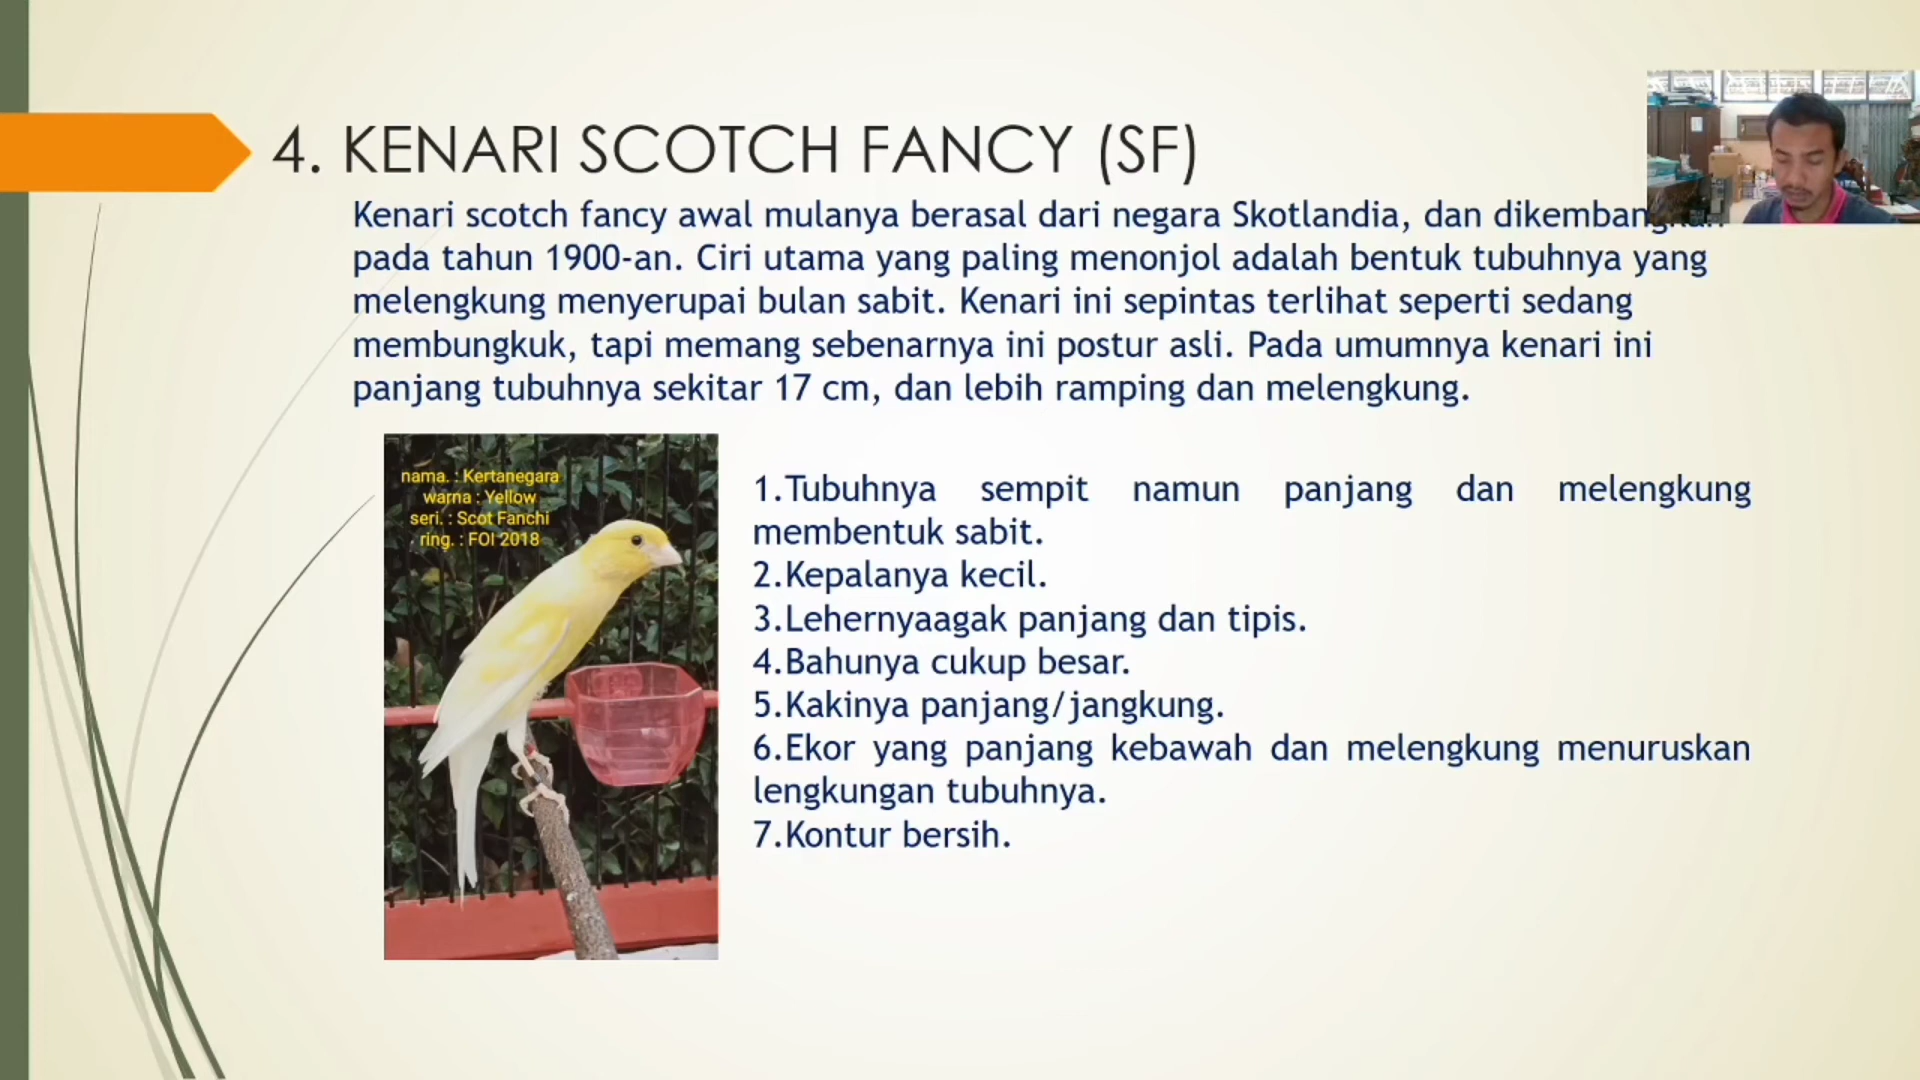 4. KENARI SCOTCH FANCY (SF)
Kenari scotch fancy awal mulanya berasal dari negara Skotlandia, dan dikembangkan
pada tahun 1900-an. Ciri utama yang paling menonjol adalah bentuk tubuhnya yang
melengkung menyerupai bulan sabit. Kenari ini sepintas terlihat seperti sedang
membungkuk, tapi memang sebenarnya ini postur asli. Pada umumnya kenari ini
panjang tubuhnya sekitar 17 cm, dan lebih ramping dan melengkung.
nama. : Kertanegara
warna : Yellow
seri. : Scot Fanchi
ring. : FOI 2018
1.Tubuhnya sempit namun panjang dan melengkung
membentuk sabit.
2.Kepalanya kecil.
3.Lehernyaagak panjang dan tipis.
4.Bahunya cukup besar.
5.Kakinya panjang/jangkung.
6.Ekor yang panjang kebawah dan melengkung menuruskan
lengkungan tubuhnya.
7.Kontur bersih.